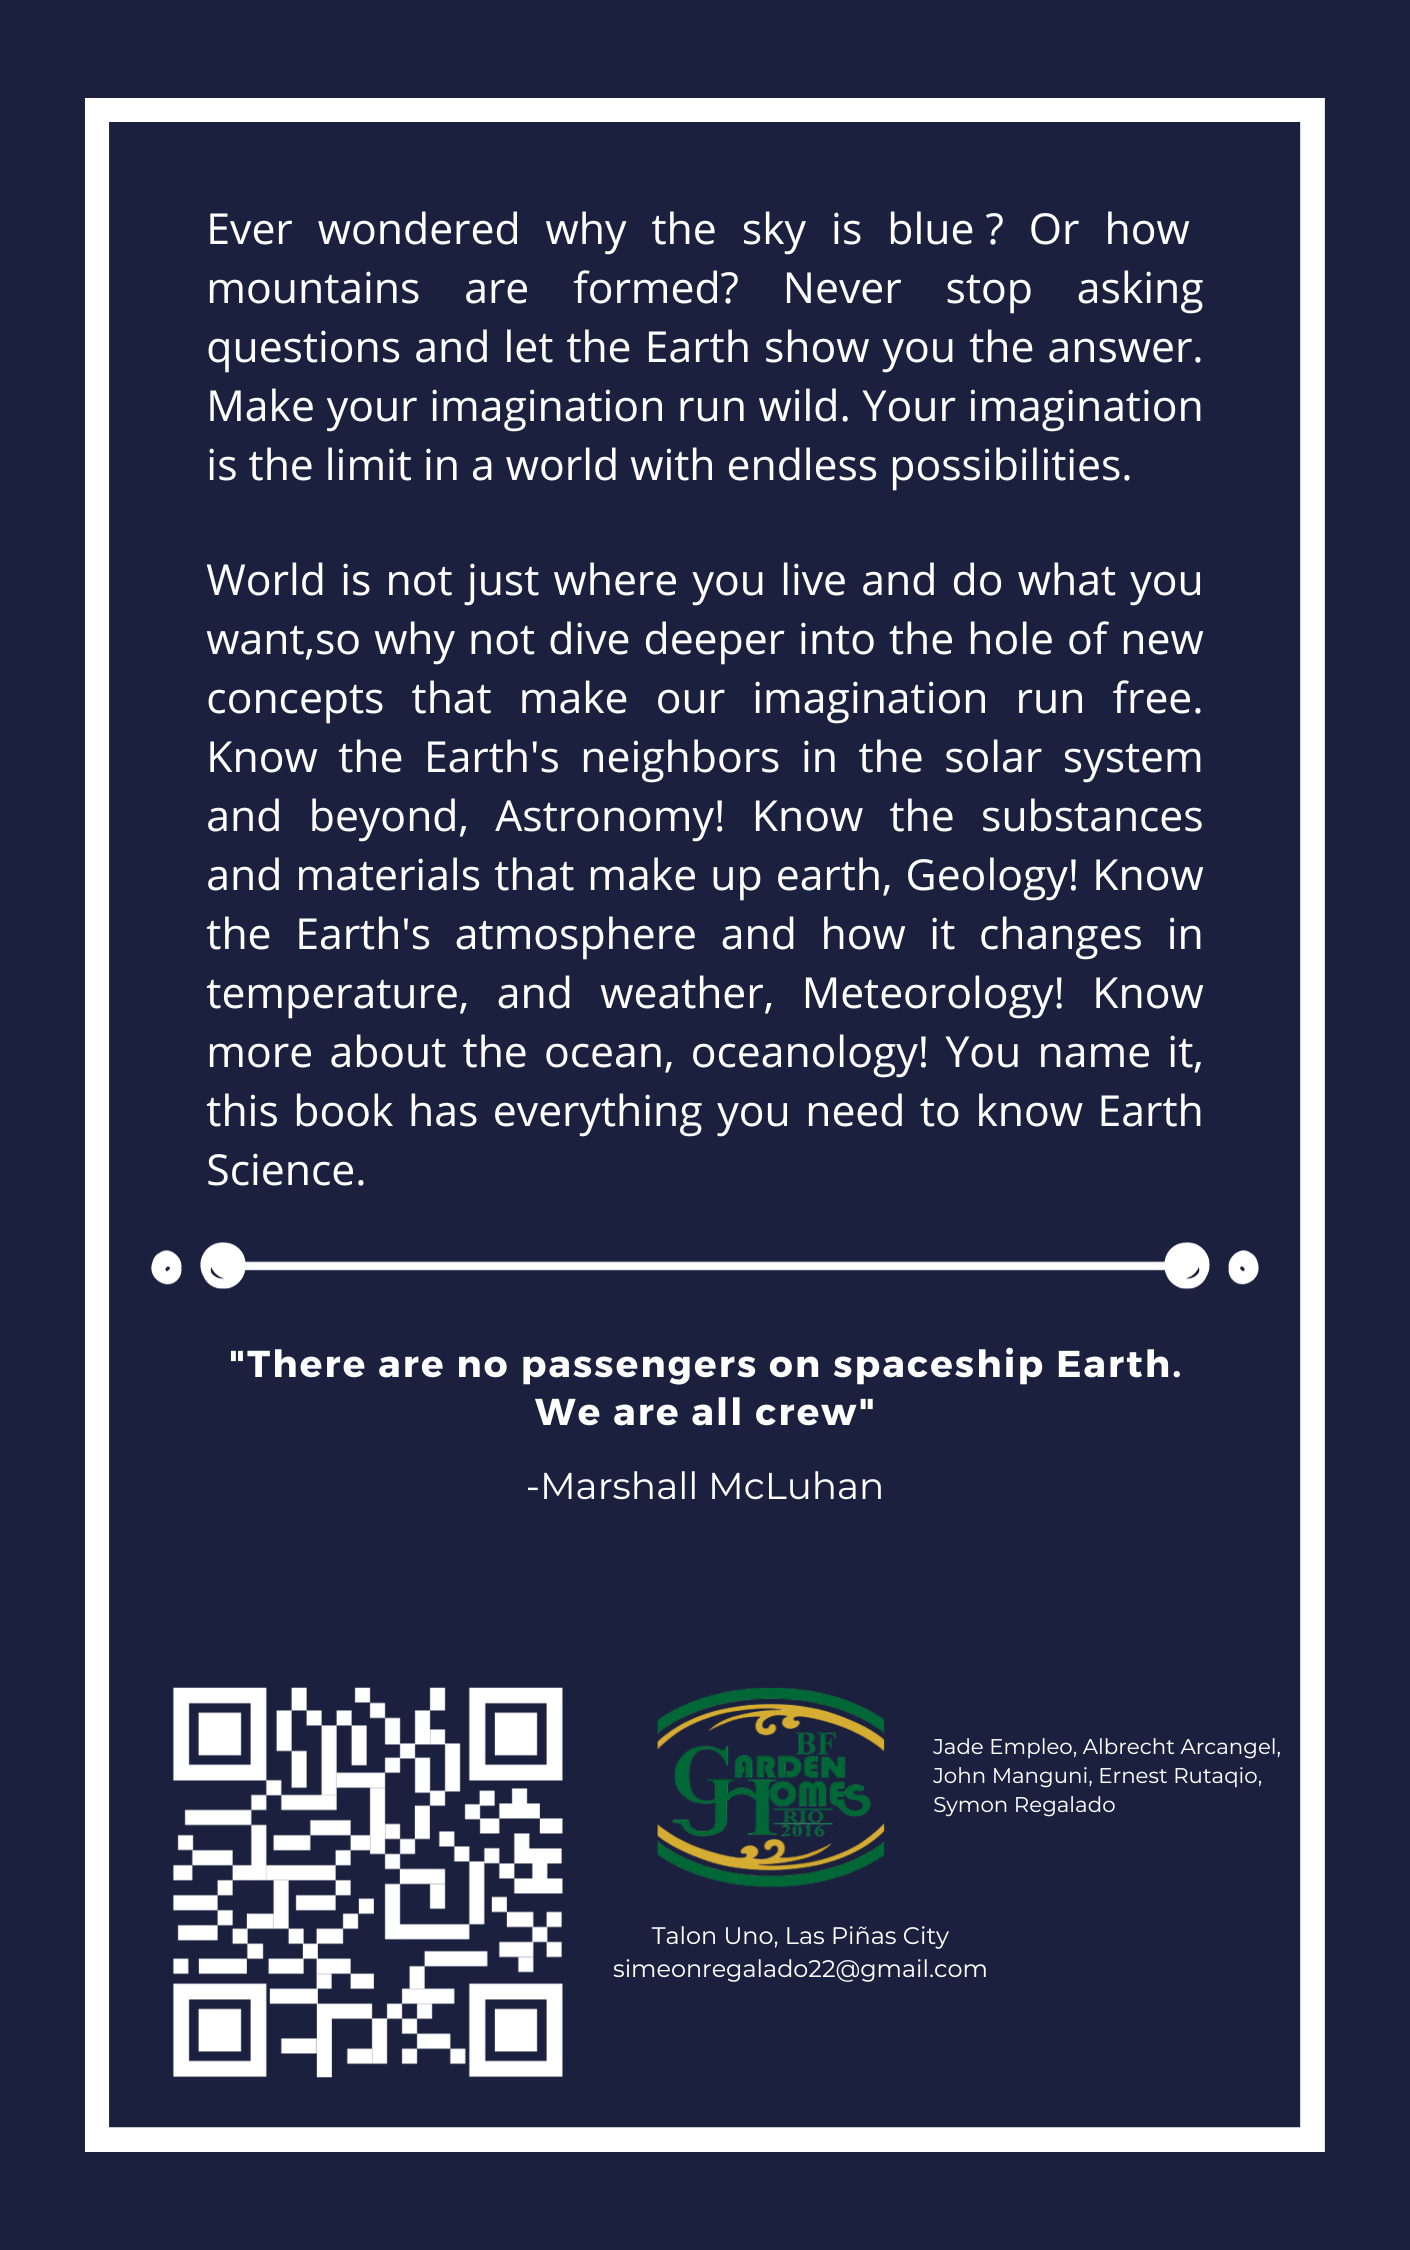 Ever wondered why the sky is blue ? Or how
mountains are formed? Never stop asking
questions and let the Earth show you the answer.
Make your imagination run wild. Your imagination
is the limit in a world with endless possibilities.
World is not just where you live and do what you
want,so why not dive deeper into the hole of new
concepts that make our imagination run free.
Know the Earth's neighbors in the solar system
and beyond, Astronomy! Know the substances
and materials that make up earth, Geology! Know
the Earth's atmosphere and how it changes in
temperature, and weather, Meteorology! Know
more about the ocean, oceanology! You name it,
this book has everything you need to know Earth
Science.
"There are no passengers on spaceship Earth.
We are all crew"
-Marshall McLuhan
BF
GARDEN
HOMES
RIO
2016
Jade Empleo, Albrecht Arcangel,
John Manguni, Ernest Rutaqio,
Symon Regalado
Talon Uno, Las Piñas City
simeonregalado22@gmail.com